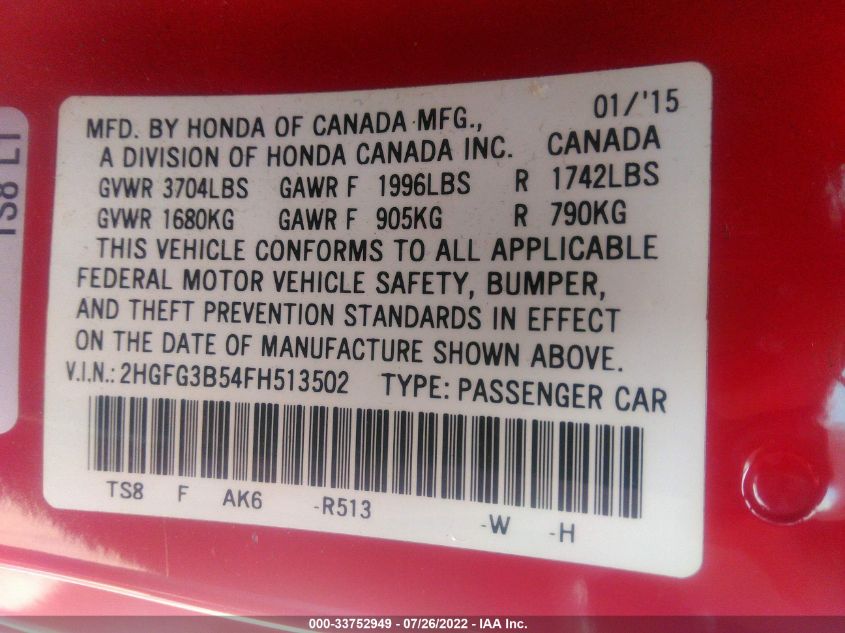 TS8 L1
01/'15
MFD. BY HONDA OF CANADA MFG.,
A DIVISION OF HONDA CANADA INC. CANADA
GVWR 3704LBS GAWR F 1996LBS R 1742LBS
GVWR 1680KG GAWR F 905KG R 790KG
THIS VEHICLE CONFORMS TO ALL APPLICABLE
FEDERAL MOTOR VEHICLE SAFETY, BUMPER,
AND THEFT PREVENTION STANDARDS IN EFFECT
ON THE DATE OF MANUFACTURE SHOWN ABOVE.
V.I.N.:2HGFG3B54FH513502 TYPE: PASSENGER CAR
TS8 F AK6 -R513 -W -H
000-33752949 - 07/26/2022 - IAA Inc.